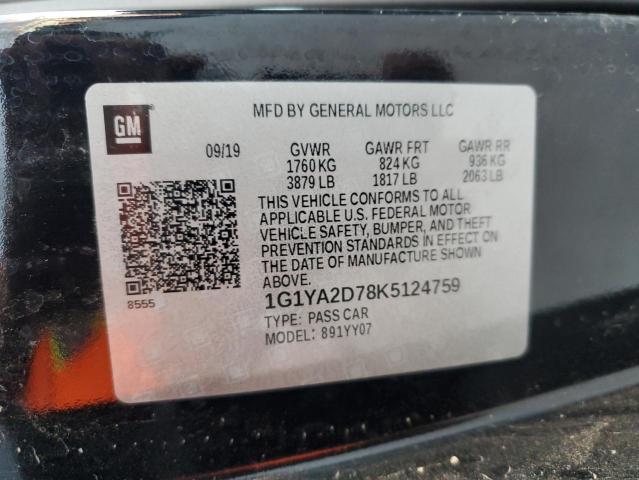 GM
MFD BY GENERAL MOTORS LLC
09/19 GVWR GAWR FRT GAWR RR
1760 KG 824 KG 936 KG
3879 LB 1817 LB 2063 LB
THIS VEHICLE CONFORMS TO ALL
APPLICABLE U.S. FEDERAL MOTOR
VEHICLE SAFETY, BUMPER, AND THEFT
PREVENTION STANDARDS IN EFFECT ON
THE DATE OF MANUFACTURE SHOWN
ABOVE.
8555
1G1YA2D78K5124759
TYPE: PASS CAR
MODEL: 891YY07